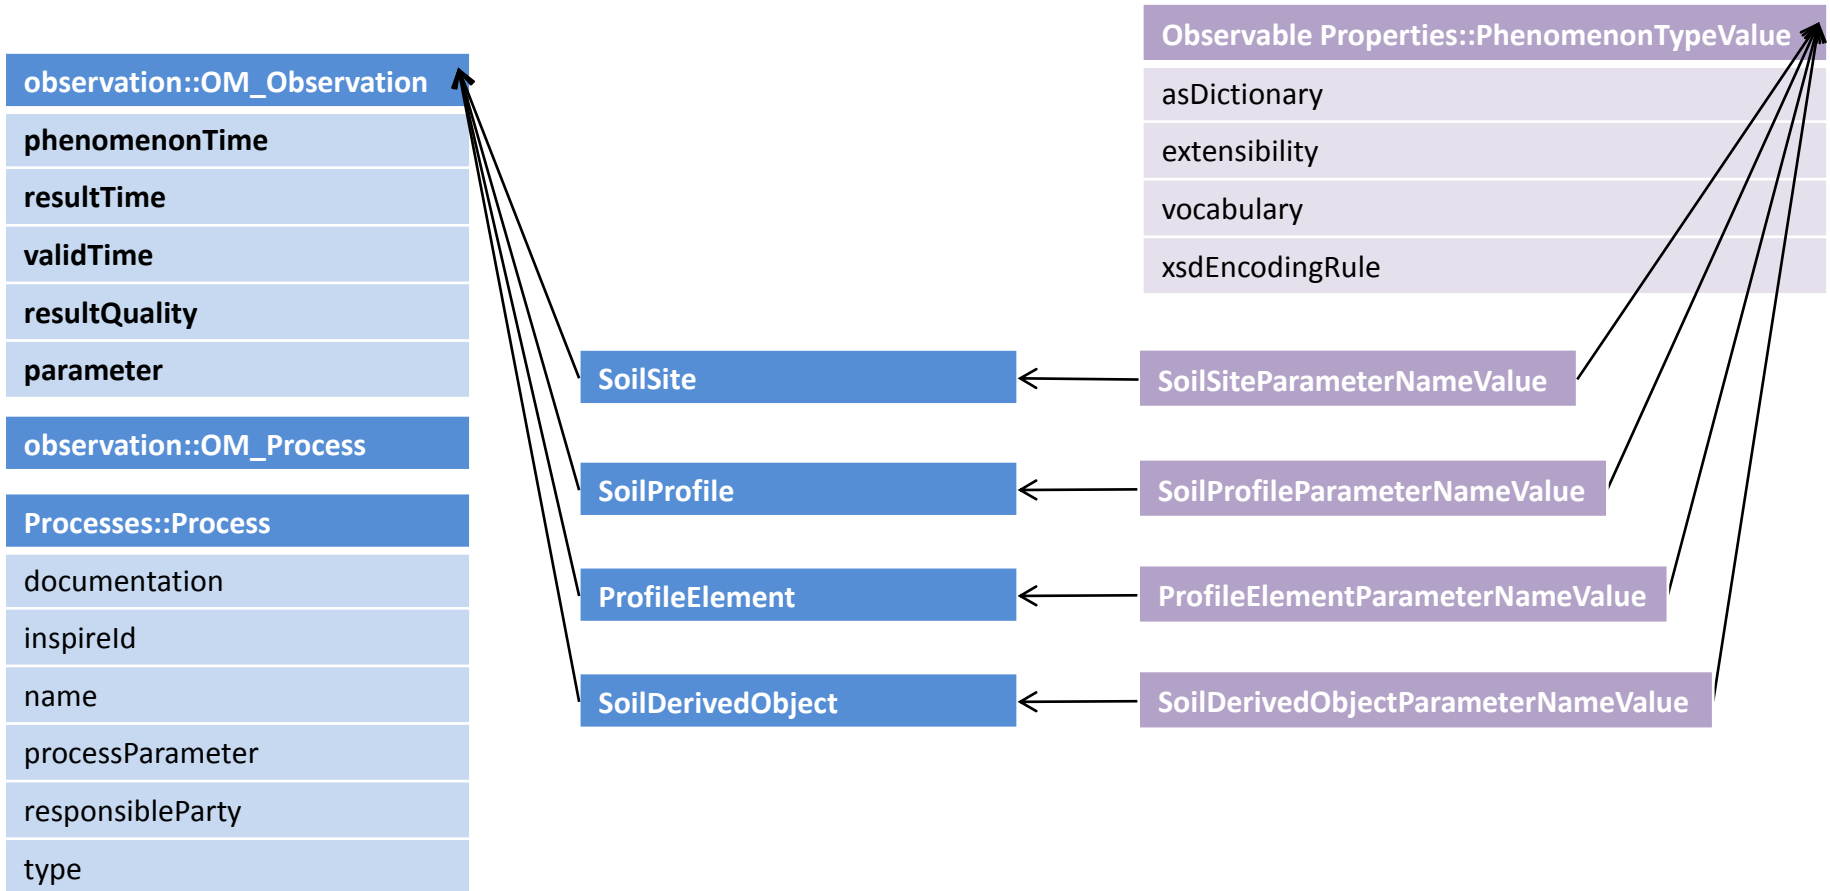 observation::OM_Observation
phenomenonTime
resultTime
validTime
resultQuality
parameter
observation::OM_Process
Processes::Process
documentation
inspireId
name
processParameter
responsibleParty
type
SoilSite
SoilProfile
ProfileElement
SoilDerivedObject
Observable Properties::PhenomenonTypeValue
asDictionary
extensibility
vocabulary
xsdEncodingRule
SoilSiteParameterNameValue
SoilProfileParameterNameValue
ProfileElementParameterNameValue
SoilDerivedObjectParameterNameValue